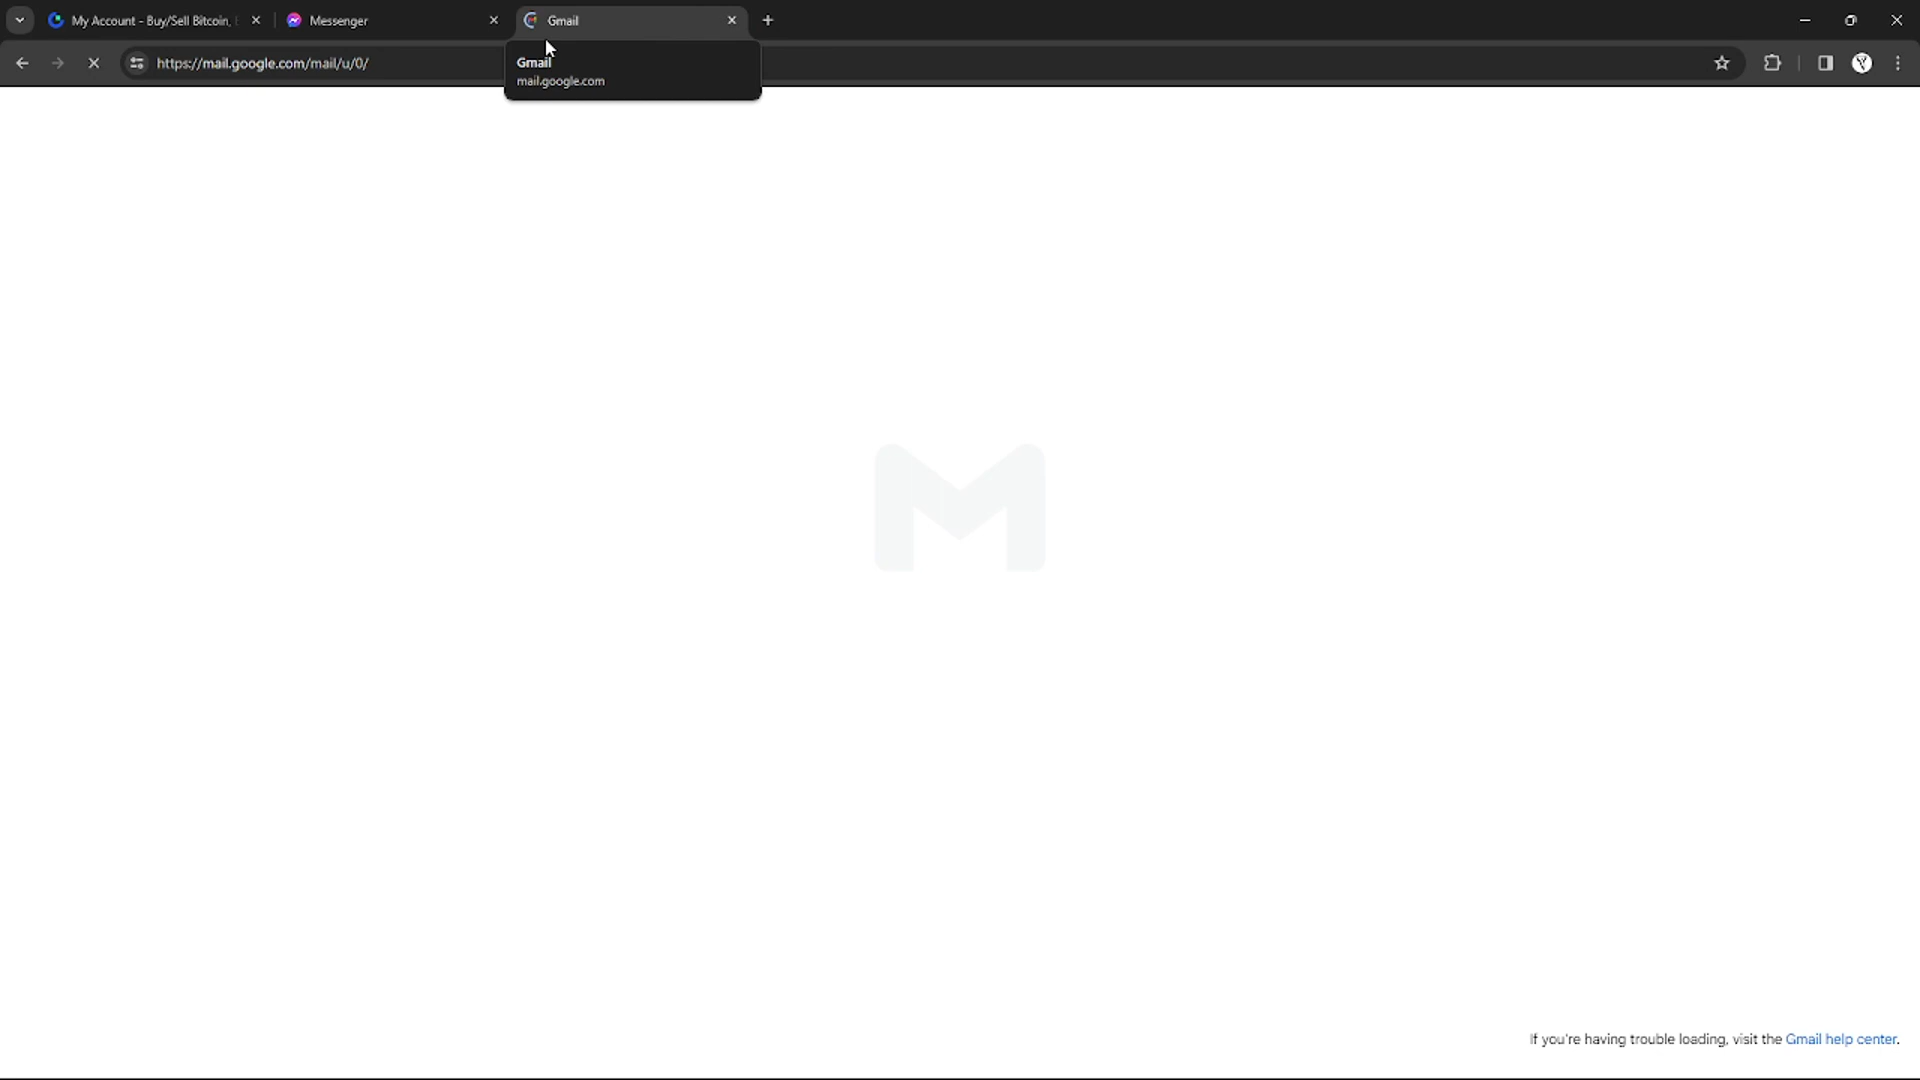 My Account - Buy/Sell Bitcoin,
Messenger
Gmail
https://mail.google.com/mail/u/0/
Gmail
mail.google.com
If you're having trouble loading, visit the Gmail help center.